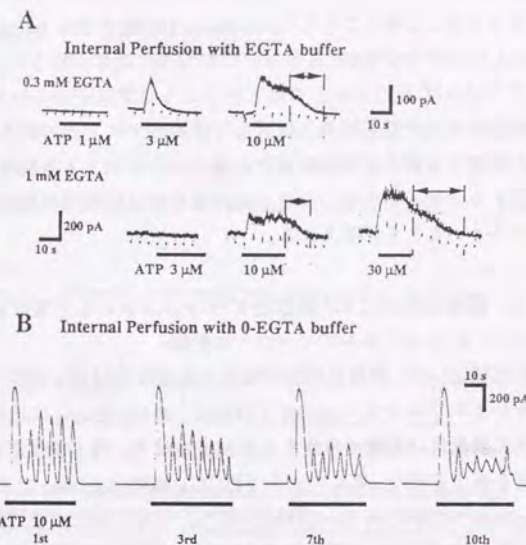 A
Internal Perfusion with EGTA buffer
0.3 mM EGTA
ATP 1 μM
3 μM
10 μM
100 pA
10 s
1 mM EGTA
10 s
50 pA
ATP 3 μM
10 μM
30 μM
B
Internal Perfusion with 0-EGTA buffer
10 s
200 pA
ATP 10 μM
1st
3rd
7th
10th